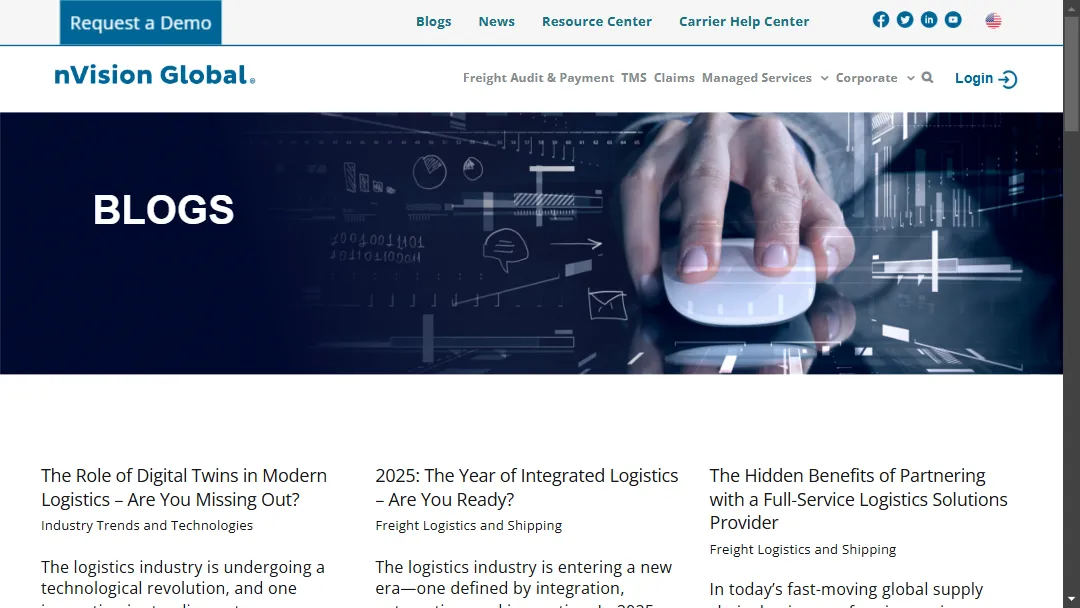 Request a Demo
Blogs News Resource Center Carrier Help Center
nVision Global®
Freight Audit & Payment TMS Claims Managed Services Corporate
Login
BLOGS
The Role of Digital Twins in Modern
Logistics – Are You Missing Out?
Industry Trends and Technologies
The logistics industry is undergoing a
technological revolution, and one
2025: The Year of Integrated Logistics
– Are You Ready?
Freight Logistics and Shipping
The logistics industry is entering a new
era—one defined by integration,
The Hidden Benefits of Partnering
with a Full-Service Logistics Solutions
Provider
Freight Logistics and Shipping
In today's fast-moving global supply